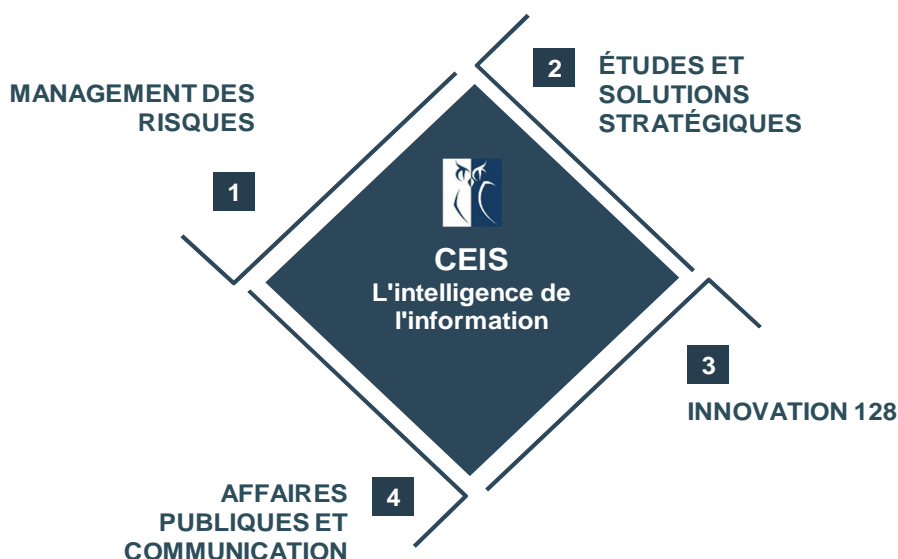 MANAGEMENT DES
RISQUES
1
2
ÉTUDES ET
SOLUTIONS
STRATÉGIQUES
CEIS
L'intelligence de
l'information
3
INNOVATION 128
4
AFFAIRES
PUBLIQUES ET
COMMUNICATION